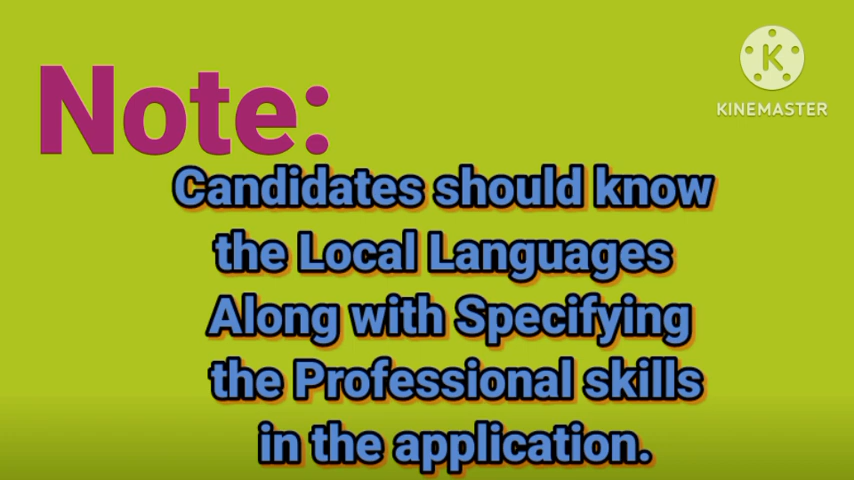 KINEMASTER
Note:
Candidates should know
the Local Languages
Along with Specifying
the Professional skills
in the application.